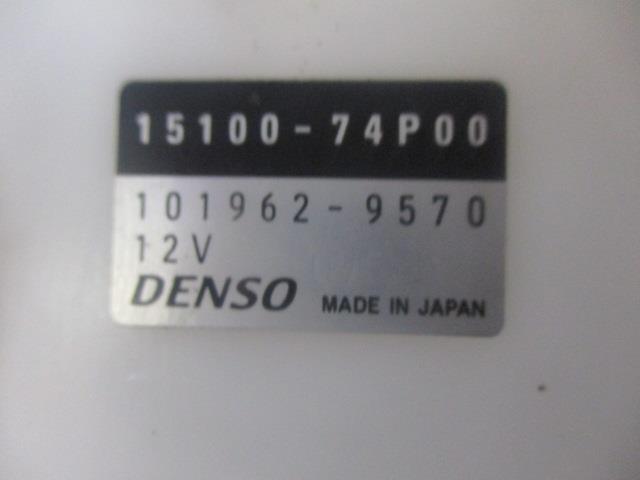 15100-74P00
101962-9570
12V
DENSO MADE IN JAPAN